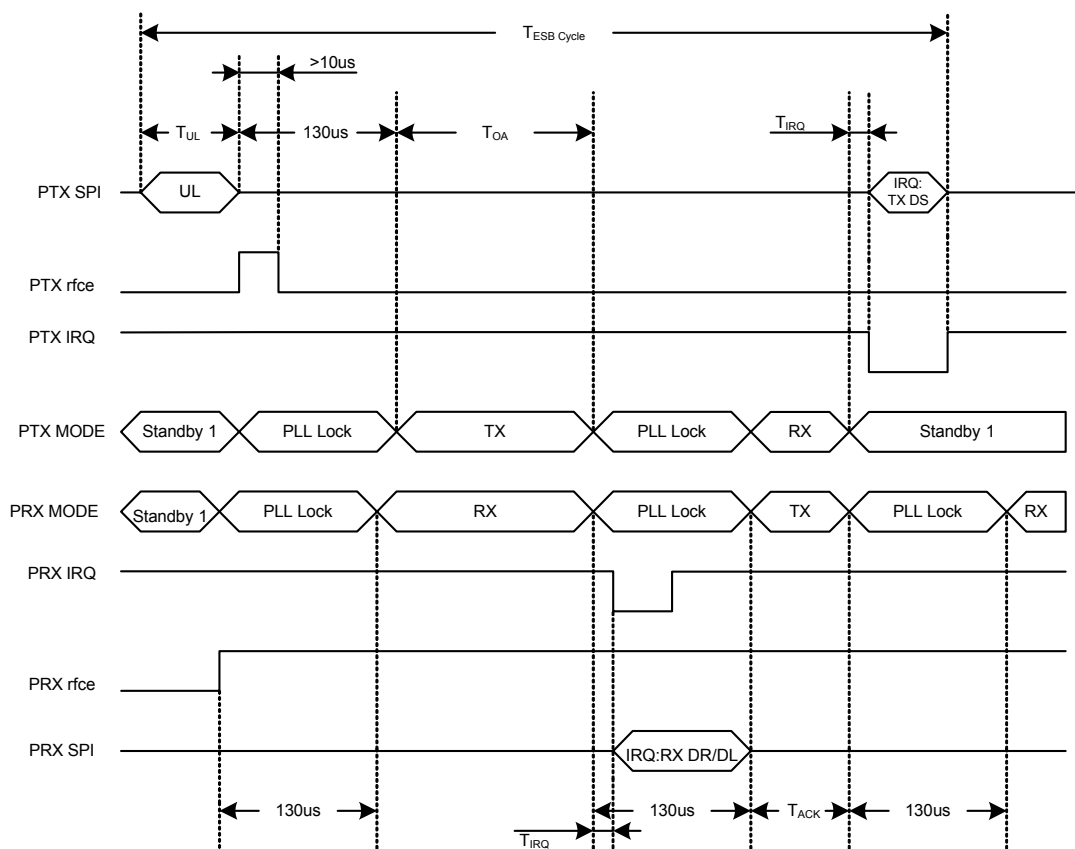 TESB Cycle
>10us
TUL 130us TOA TIRQ
PTX SPI UL IRQ:
TX DS
PTX rfce
PTX IRQ
PTX MODE Standby 1 PLL Lock TX PLL Lock RX Standby 1
PRX MODE Standby 1 PLL Lock RX PLL Lock TX PLL Lock RX
PRX IRQ
PRX rfce
PRX SPI IRQ:RX DR/DL
130us 130us TACK 130us
TIRQ